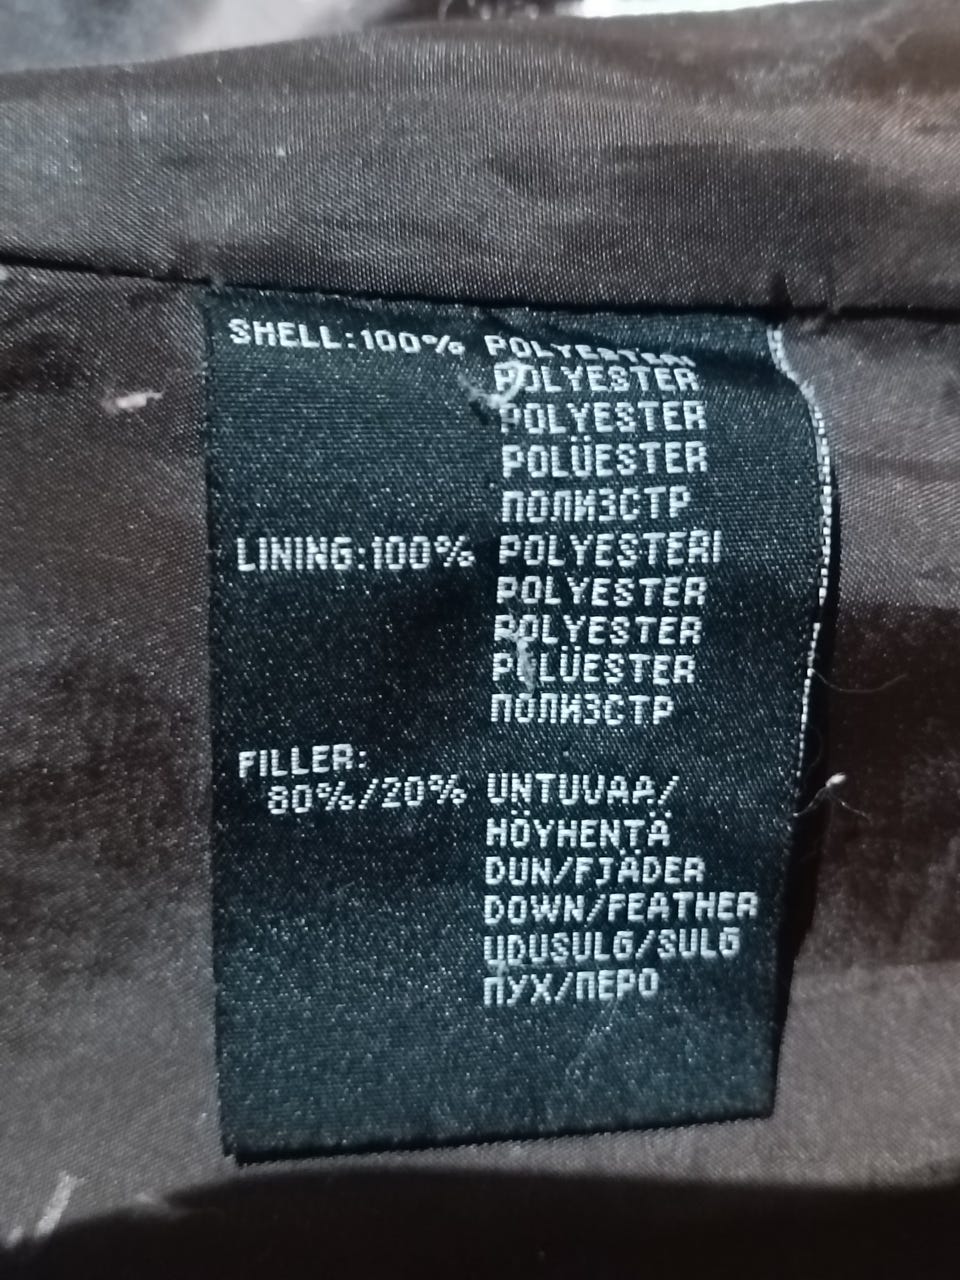 SHELL:100% POLYESTERI
POLYESTER
POLYESTER
POLÜESTER
ПОЛИЭСТР
LINING:100% POLYESTERI
POLYESTER
POLYESTER
POLÜESTER
ПОЛИЭСТР
FILLER:
80%/20% UNTUVAA/
HÖYHENTÄ
DUN/FJÄDER
DOWN/FEATHER
UDUSULG/SULG
ПУХ/ПЕРО